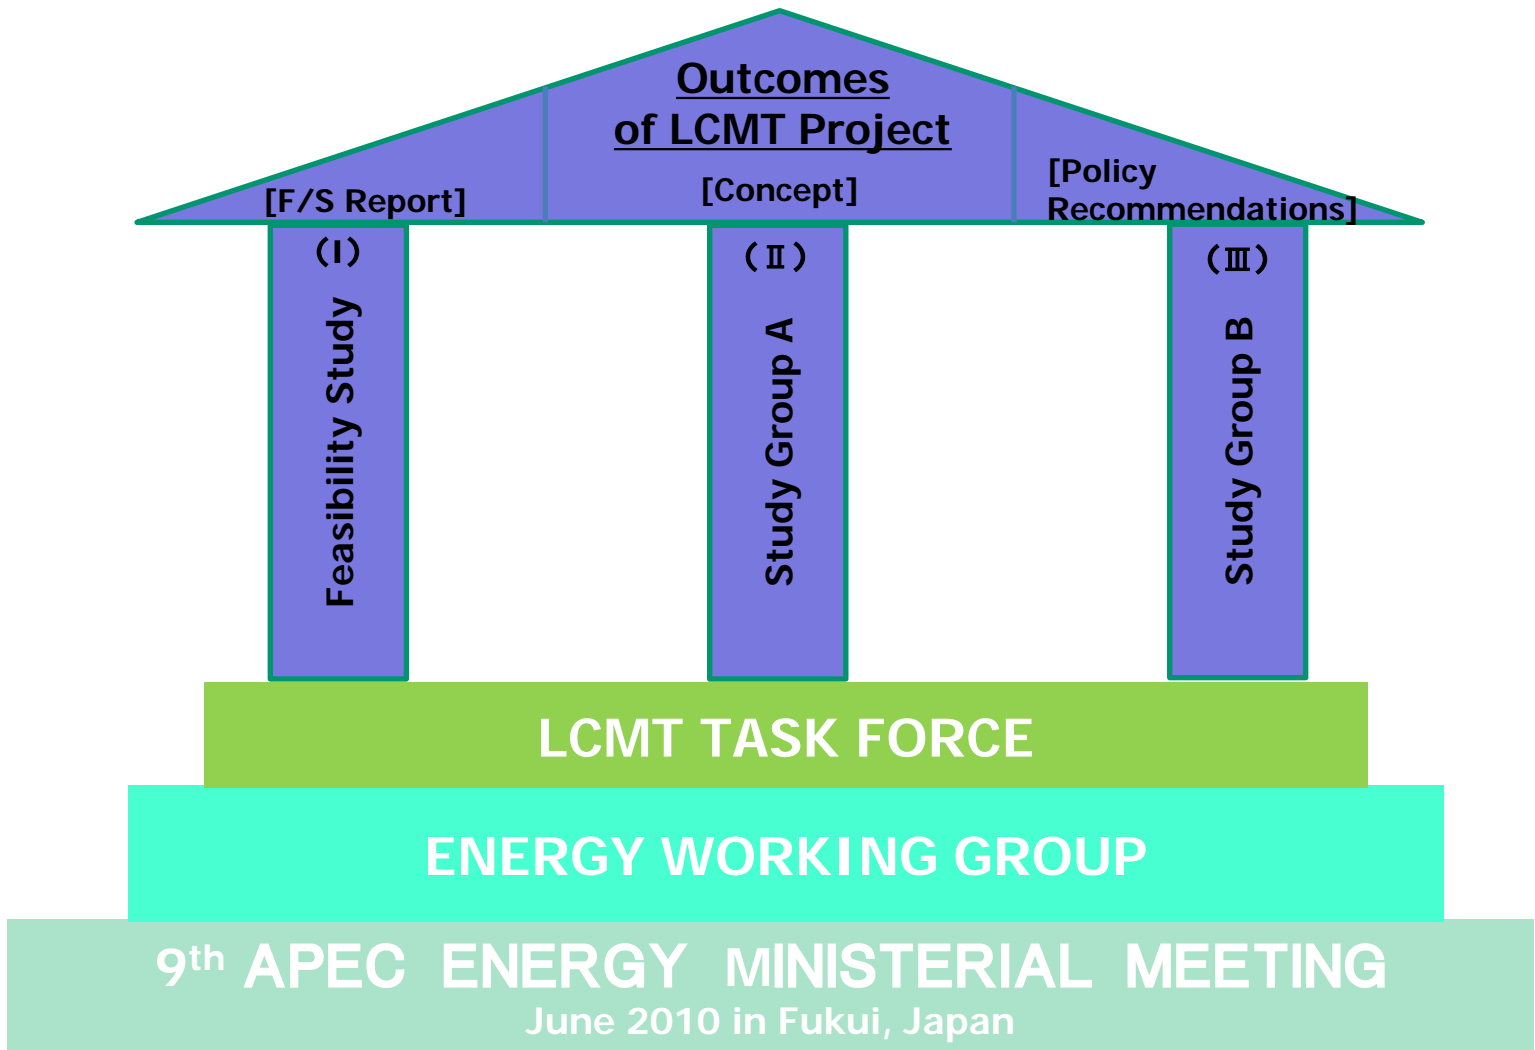 Outcomes
of LCMT Project
[F/S Report]
[Concept]
[Policy
Recommendations]
(Ⅰ)
Feasibility Study
(Ⅱ)
Study Group A
(Ⅲ)
Study Group B
LCMT TASK FORCE
ENERGY WORKING GROUP
9th APEC ENERGY MINISTERIAL MEETING
June 2010 in Fukui, Japan